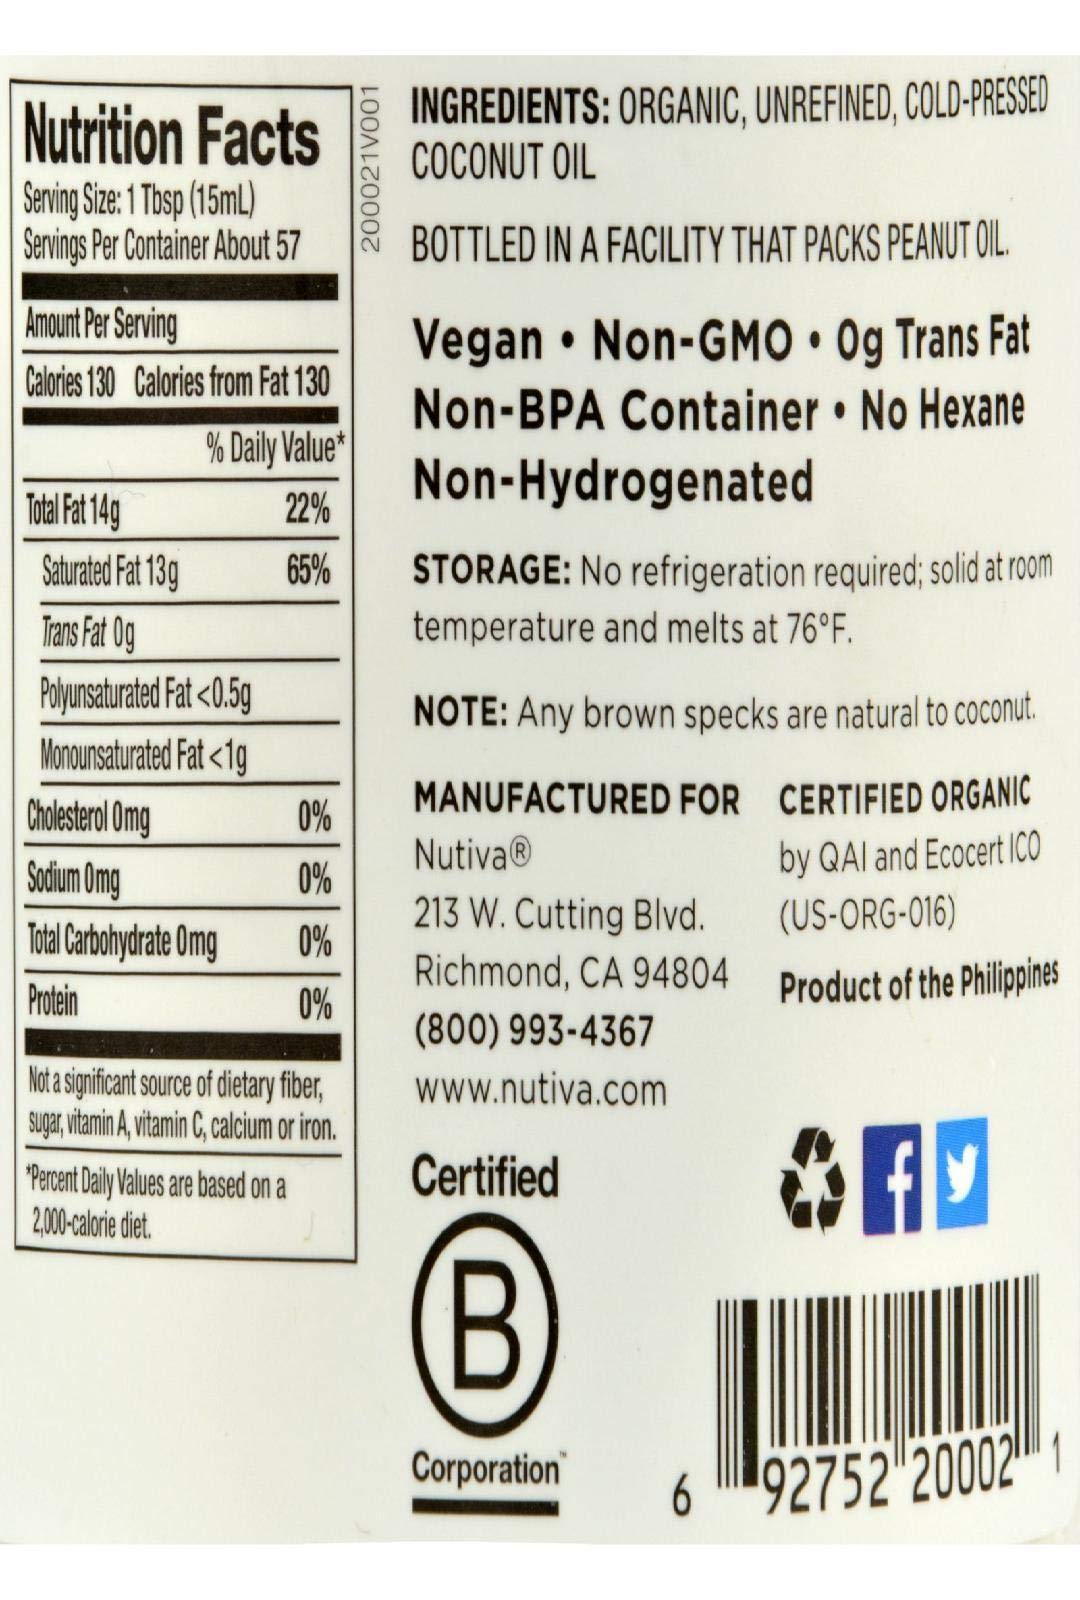 Nutrition Facts
Serving Size: 1 Tbsp (15mL)
Servings Per Container About 57
Amount Per Serving
Calories 130 Calories from Fat 130
% Daily Value*
Total Fat 14g 22%
Saturated Fat 13g 65%
Trans Fat 0g
Polyunsaturated Fat <0.5g
Monounsaturated Fat <1g
Cholesterol 0mg 0%
Sodium 0mg 0%
Total Carbohydrate 0mg 0%
Protein 0%
Not a significant source of dietary fiber,
sugar, vitamin A, vitamin C, calcium or iron.
*Percent Daily Values are based on a
2,000-calorie diet.
200021V001
INGREDIENTS: ORGANIC, UNREFINED, COLD-PRESSED
COCONUT OIL
BOTTLED IN A FACILITY THAT PACKS PEANUT OIL.
Vegan • Non-GMO • 0g Trans Fat
Non-BPA Container • No Hexane
Non-Hydrogenated
STORAGE: No refrigeration required; solid at room
temperature and melts at 76°F.
NOTE: Any brown specks are natural to coconut.
MANUFACTURED FOR
Nutiva®
213 W. Cutting Blvd.
Richmond, CA 94804
(800) 993-4367
www.nutiva.com
CERTIFIED ORGANIC
by QAI and Ecocert ICO
(US-ORG-016)
Product of the Philippines
Certified
B
Corporation™
f
6 92752 20002 1